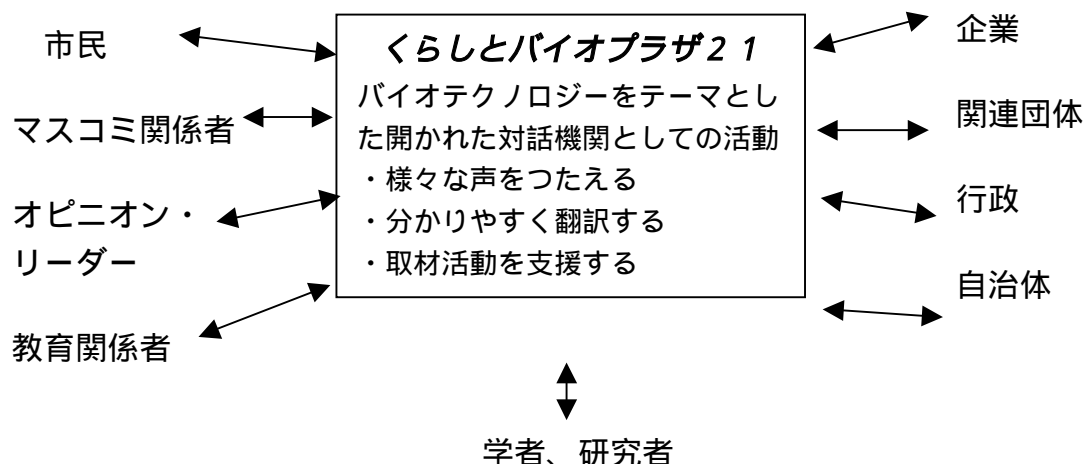 市民
マスコミ関係者
オピニオン・
リーダー
教育関係者
くらしとバイオプラザ２１
バイオテクノロジーをテーマとし
た開かれた対話機関としての活動
・様々な声をつたえる
・分かりやすく翻訳する
・取材活動を支援する
企業
関連団体
行政
自治体
学者、研究者